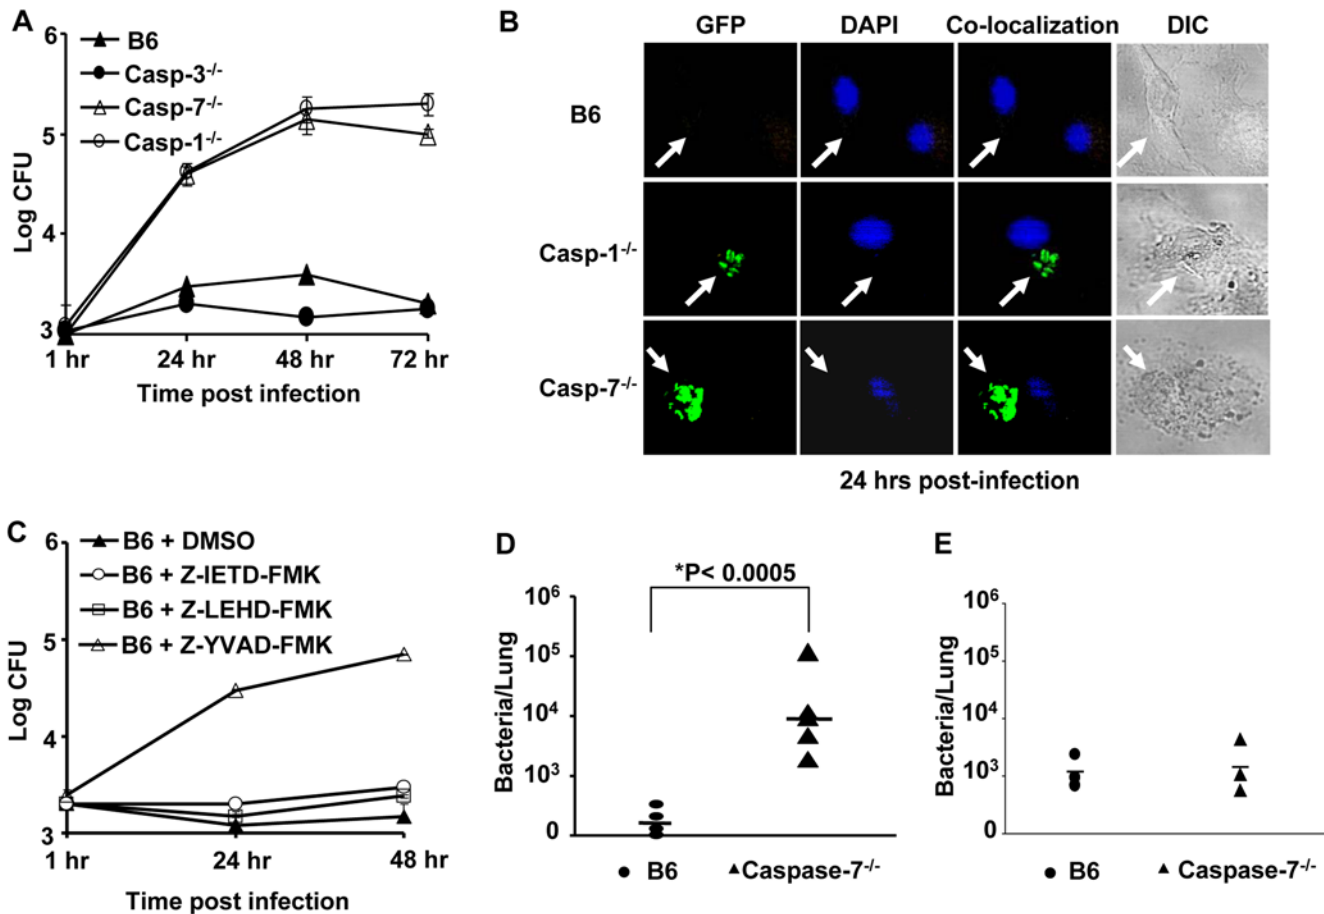 A
6
5
4
3
Log CFU
B6
Casp-3-/-
Casp-7-/-
Casp-1-/-
1 hr 24 hr 48 hr 72 hr
Time post infection
B
GFP DAPI Co-localization DIC
B6
Casp-1-/-
Casp-7-/-
24 hrs post-infection
C
6
5
4
3
Log CFU
B6 + DMSO
B6 + Z-IETD-FMK
B6 + Z-LEHD-FMK
B6 + Z-YVAD-FMK
1 hr 24 hr 48 hr
Time post infection
D
*P< 0.0005
10^6
10^5
10^4
10^3
0
Bacteria/Lung
B6 Caspase-7-/-
E
10^6
10^5
10^4
10^3
0
Bacteria/Lung
B6 Caspase-7-/-